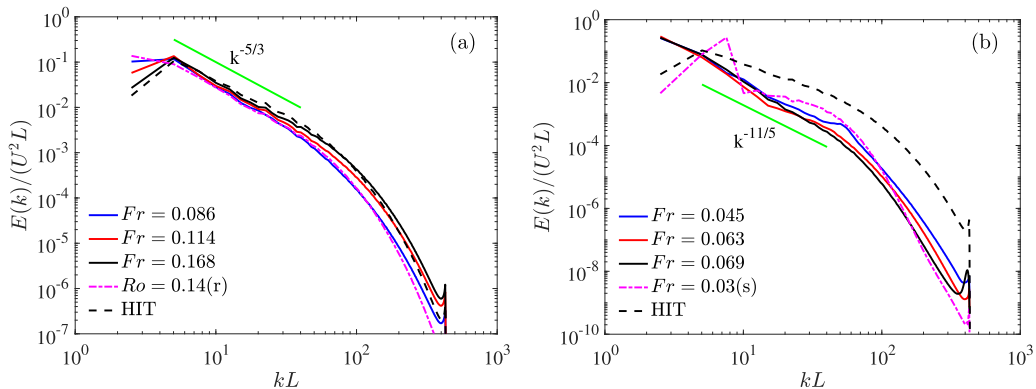 (a)
k^{-5/3}
E(k)/(U^2L)
10^0
10^{-1}
10^{-2}
10^{-3}
10^{-4}
10^{-5}
10^{-6}
10^{-7}
Fr = 0.086
Fr = 0.114
Fr = 0.168
Ro = 0.14(r)
HIT
10^0 10^1 10^2 10^3
kL
(b)
k^{-11/5}
E(k)/(U^2L)
10^0
10^{-2}
10^{-4}
10^{-6}
10^{-8}
10^{-10}
Fr = 0.045
Fr = 0.063
Fr = 0.069
Fr = 0.03(s)
HIT
10^0 10^1 10^2 10^3
kL